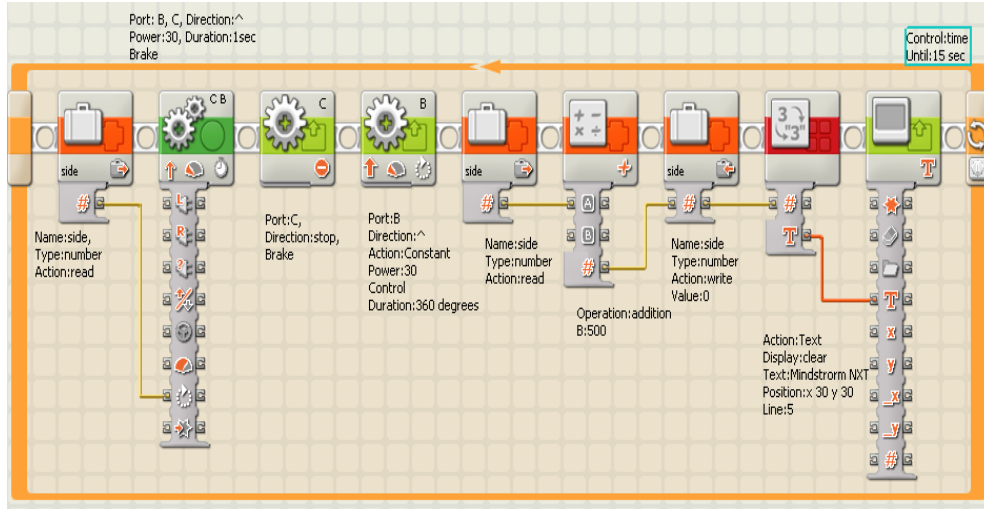 Port: B, C, Direction:^
Power:30, Duration:1sec
Brake
Control:time
Until:15 sec
C B
C
B
side
side
side
3
"3"
T
#
Name:side,
Type:number
Action:read
L
R
?
Port:C,
Direction:stop,
Brake
Port:B
Direction:^
Action:Constant
Power:30
Control
Duration:360 degrees
#
Name:side
Type:number
Action:read
A
B
#
Operation:addition
B:500
#
Name:side
Type:number
Action:write
Value:0
#
T
Action:Text
Display:clear
Text:Mindstrorm NXT
Position:x 30 y 30
Line:5
T
x
y
_x
_y
#